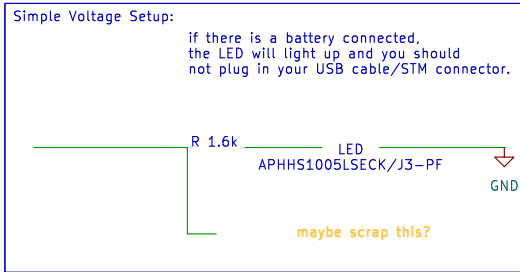 Simple Voltage Setup:
if there is a battery connected,
the LED will light up and you should
not plug in your USB cable/STM connector.
R 1.6k
LED
APHHS1005LSECK/J3-PF
GND
maybe scrap this?